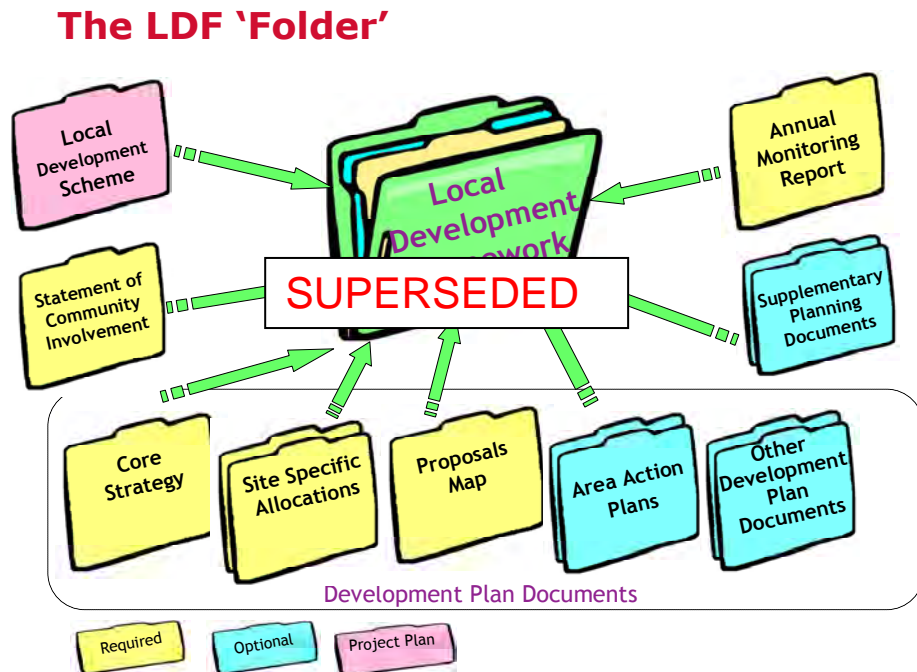 The LDF ‘Folder’
Local
Development
Scheme
Local
Development
Annual
Monitoring
Report
SUPERSEDED
Statement of
Community
Involvement
Supplementary
Planning
Documents
Core
Strategy
Site Specific
Allocations
Proposals
Map
Area Action
Plans
Other
Development
Plan
Documents
Development Plan Documents
Required
Optional
Project Plan